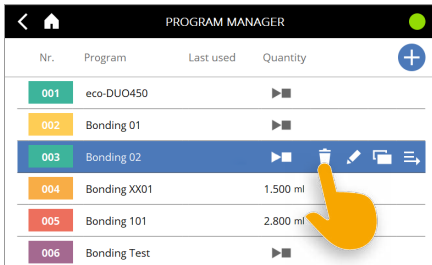 PROGRAM MANAGER
Nr. Program Last used Quantity
001 eco-DUO450
002 Bonding 01
003 Bonding 02
004 Bonding XX01 1.500 ml
005 Bonding 101 2.800 ml
006 Bonding Test